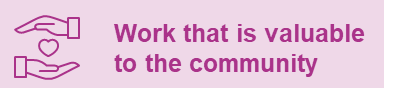 Work that is valuable
to the community